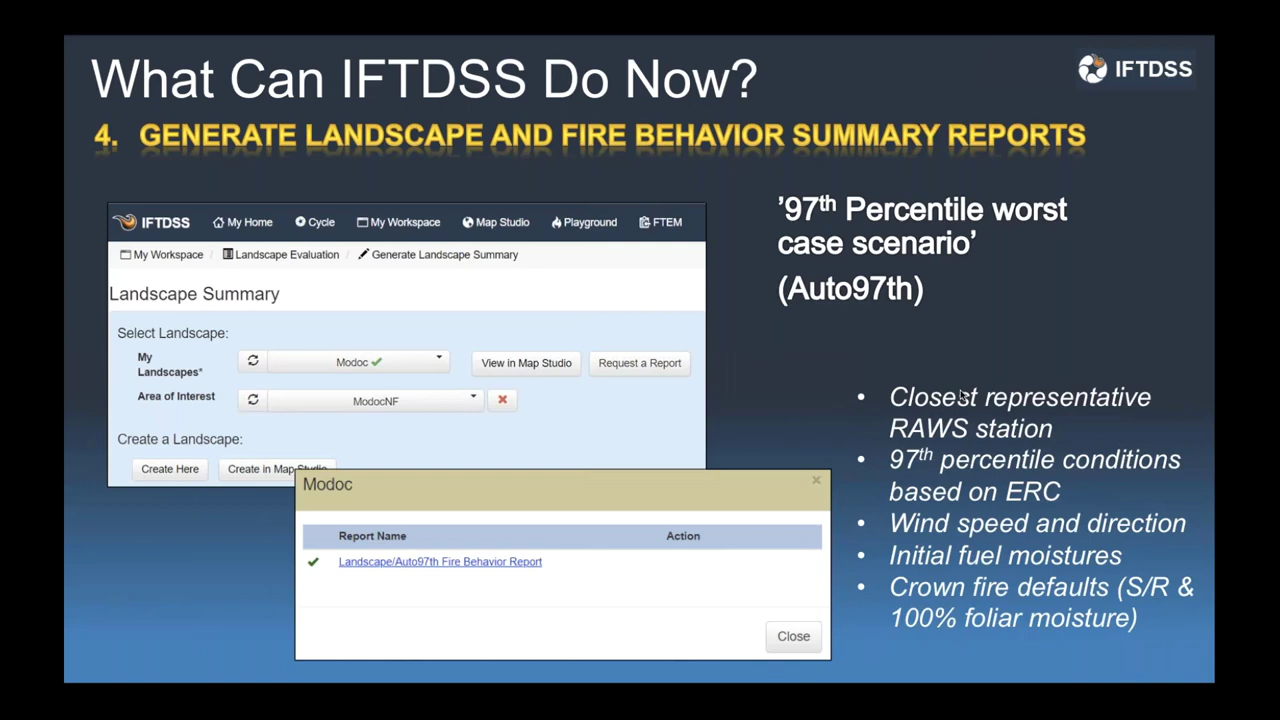 What Can IFTDSS Do Now?
IFTDSS
4. GENERATE LANDSCAPE AND FIRE BEHAVIOR SUMMARY REPORTS
IFTDSS My Home Cycle My Workspace Map Studio Playground FTEM
My Workspace / Landscape Evaluation / Generate Landscape Summary
Landscape Summary
Select Landscape:
My
Landscapes*
Modoc
View in Map Studio
Request a Report
Area of Interest
ModocNF
Create a Landscape:
Create Here
Create in Map Studio
Modoc
×
Report Name
Action
Landscape/Auto97th Fire Behavior Report
Close
’97th Percentile worst
case scenario’
(Auto97th)
• Closest representative
RAWS station
• 97th percentile conditions
based on ERC
• Wind speed and direction
• Initial fuel moistures
• Crown fire defaults (S/R &
100% foliar moisture)